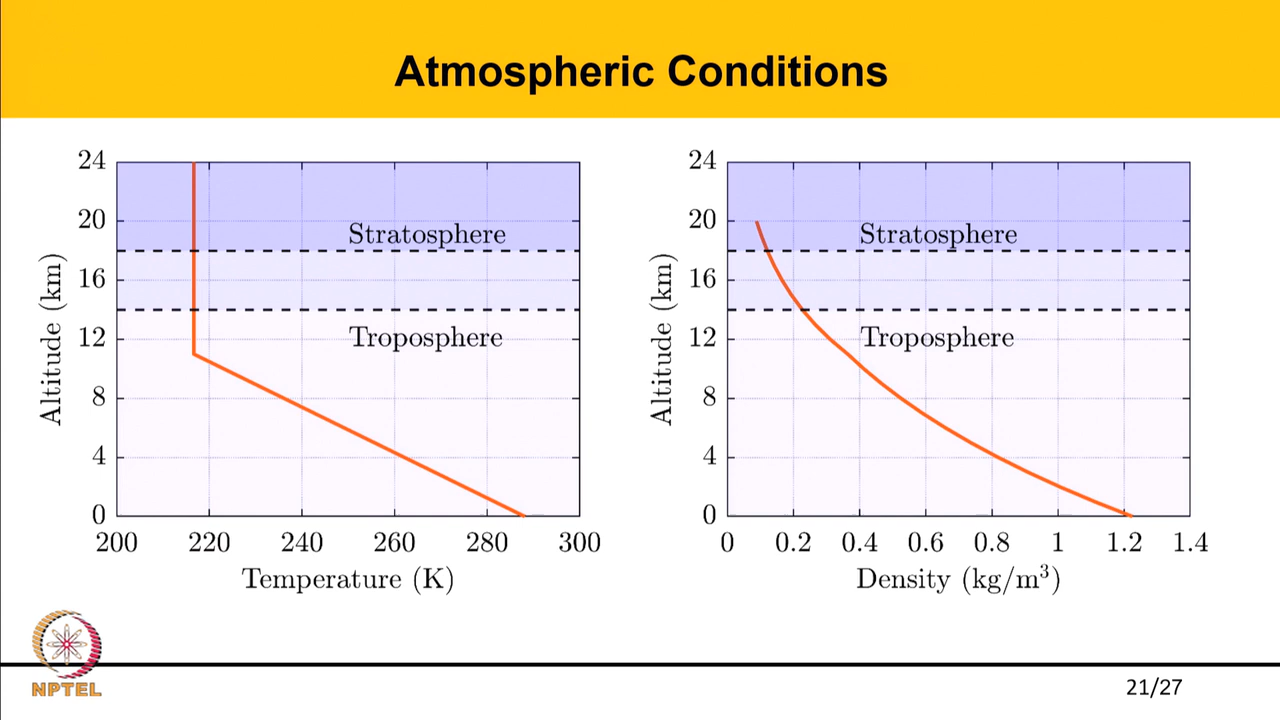 Atmospheric Conditions
24
20
16
12
8
4
0
Altitude (km)
Stratosphere
Troposphere
200 220 240 260 280 300
Temperature (K)
24
20
16
12
8
4
0
Altitude (km)
Stratosphere
Troposphere
0 0.2 0.4 0.6 0.8 1 1.2 1.4
Density (kg/m³)
NPTEL
21/27